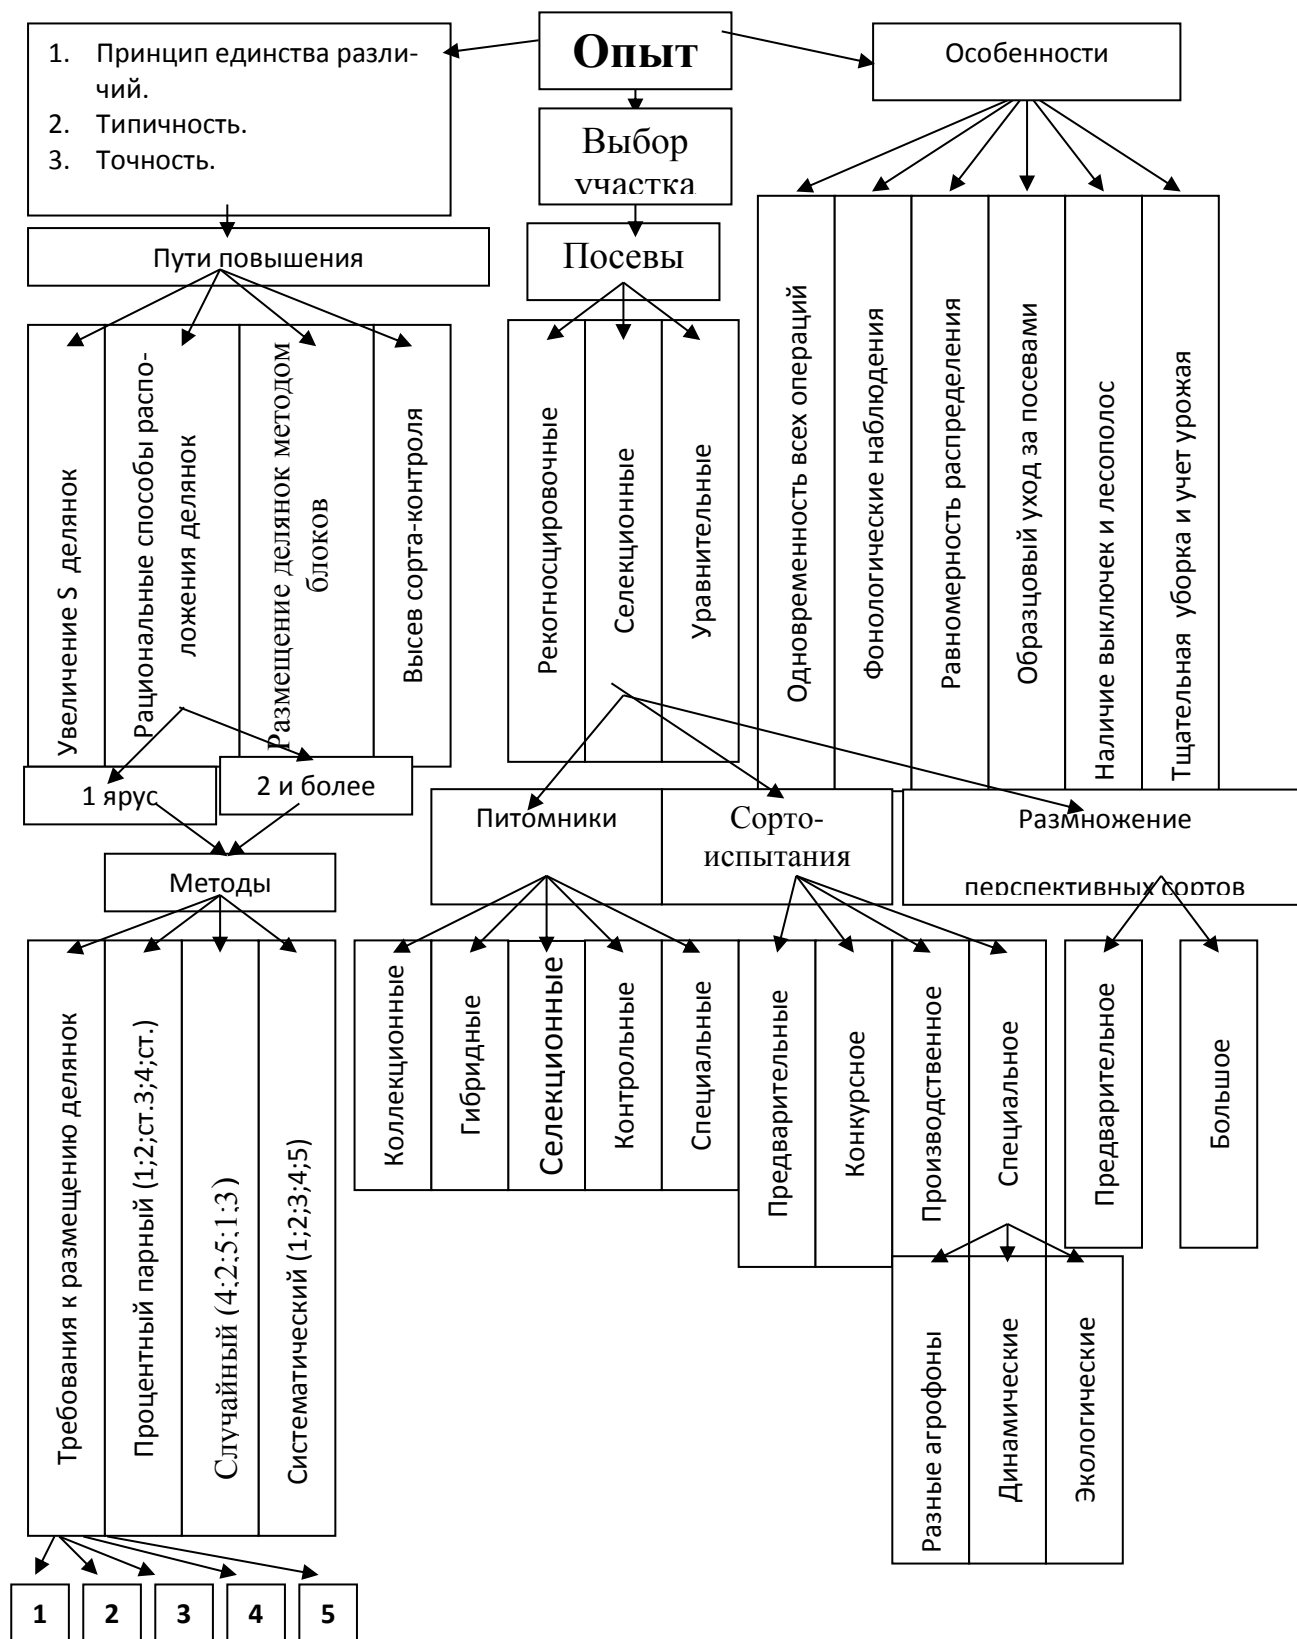 Опыт
1. Принцип единства разли-
чий.
2. Типичность.
3. Точность.
Особенности
Выбор
участка
Пути повышения
Посевы
Увеличение S делянок
Рациональные способы распо-
ложения делянок
Размещение делянок методом
блоков
Высев сорта-контроля
Рекогносцировочные
Селекционные
Уравнительные
Одновременность всех операций
Фонологические наблюдения
Равномерность распределения
Образцовый уход за посевами
Наличие выключек и лесополос
Тщательная уборка и учет урожая
1 ярус
2 и более
Питомники
Сорто-
испытания
Размножение
перспективных сортов
Методы
Требования к размещению делянок
Процентный парный (1;2;ст.3;4;ст.)
Случайный (4:2:5:1:3)
Систематический (1;2;3;4;5)
Коллекционные
Гибридные
Селекционные
Контрольные
Специальные
Предварительные
Конкурсное
Производственное
Специальное
Предварительное
Большое
Разные агрофоны
Динамические
Экологические
1
2
3
4
5